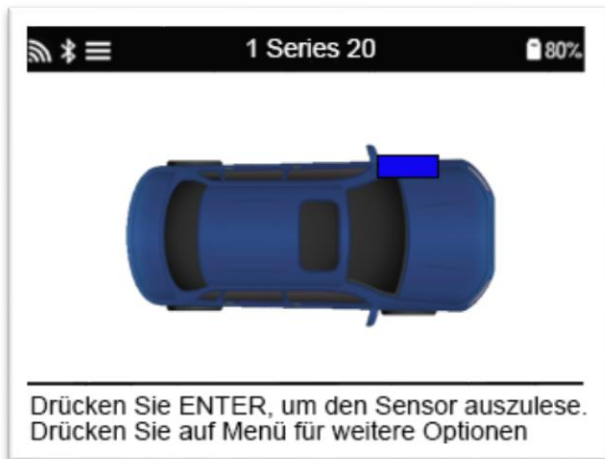 1 Series 20
80%
Drücken Sie ENTER, um den Sensor auszulese.
Drücken Sie auf Menü für weitere Optionen